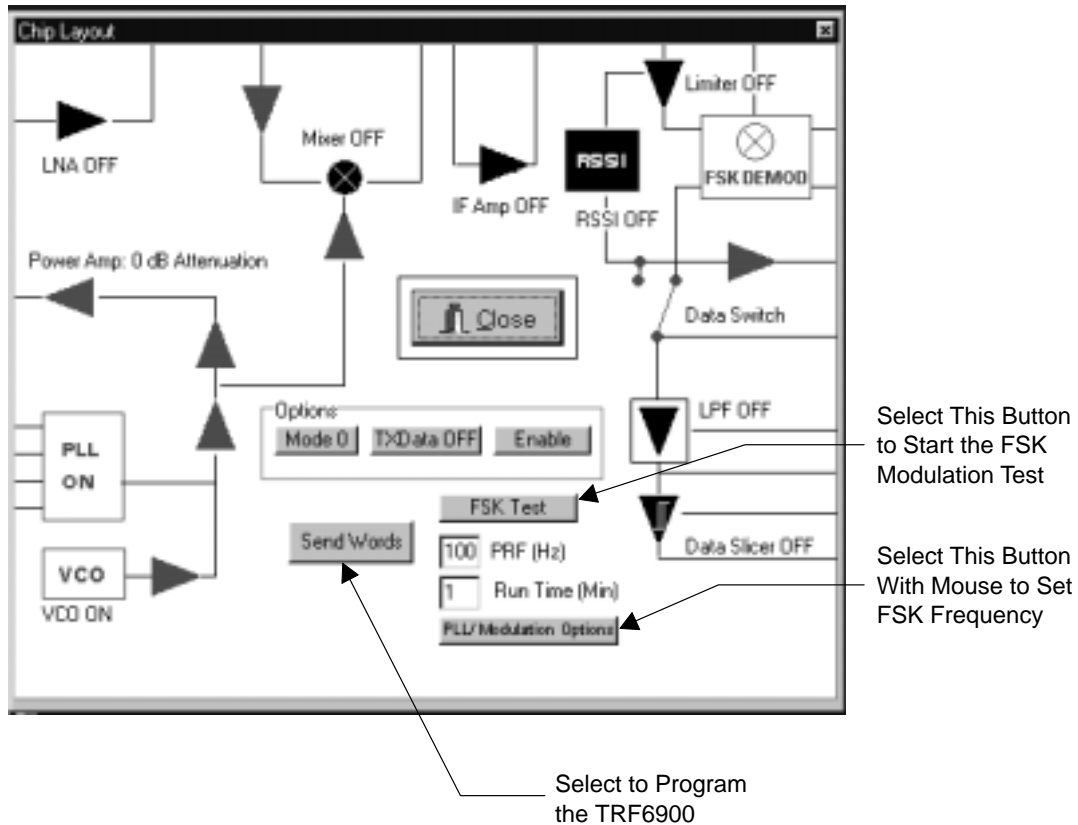 Chip Layout
Limiter OFF
Mixer OFF
RSSI
FSK DEMOD
LNA OFF
IF Amp OFF
RSSI OFF
Power Amp: 0 dB Attenuation
Close
Data Switch
Options
Mode 0 TXData OFF Enable
LPF OFF
PLL
ON
FSK Test
Send Words
100 PRF (Hz)
Data Slicer OFF
VCO
1 Run Time (Min)
VCO ON
PLL/Modulation Options
Select This Button
to Start the FSK
Modulation Test
Select This Button
With Mouse to Set
FSK Frequency
Select to Program
the TRF6900